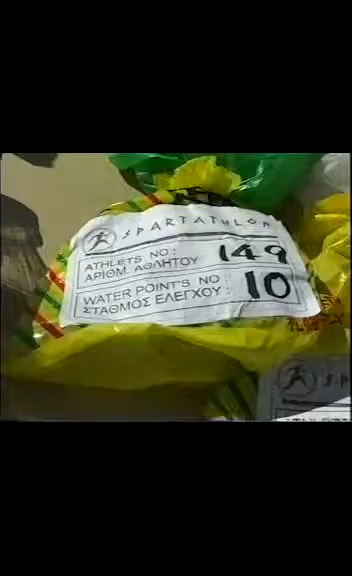 SPARTATHLON
ATHLETS NO : 149
ΑΡΙΘΜ. ΑΘΛΗΤΟΥ
WATER POINT'S NO : 10
ΣΤΑΘΜΟΣ ΕΛΕΓΧΟΥ